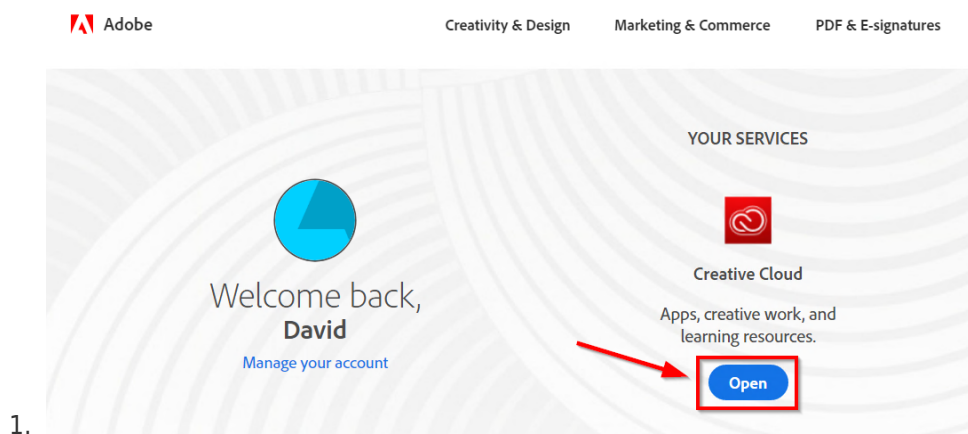 Adobe
Creativity & Design
Marketing & Commerce
PDF & E-signatures
YOUR SERVICES
Creative Cloud
Apps, creative work, and
learning resources.
Open
Welcome back,
David
Manage your account
1.